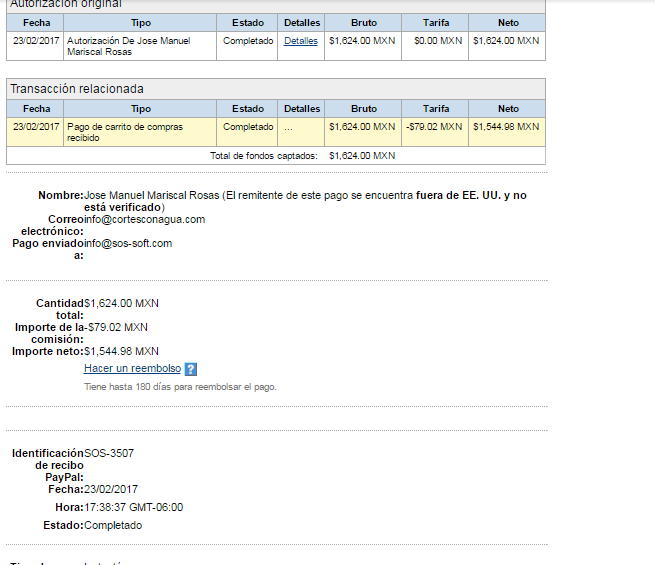 Autorización original
Fecha Tipo Estado Detalles Bruto Tarifa Neto
23/02/2017 Autorización De Jose Manuel Completado Detalles $1,624.00 MXN $0.00 MXN $1,624.00 MXN
Mariscal Rosas
Transacción relacionada
Fecha Tipo Estado Detalles Bruto Tarifa Neto
23/02/2017 Pago de carrito de compras Completado ... $1,624.00 MXN -$79.02 MXN $1,544.98 MXN
recibido
Total de fondos captados: $1,624.00 MXN
Nombre:Jose Manuel Mariscal Rosas (El remitente de este pago se encuentra fuera de EE. UU. y no
está verificado)
Correoinfo@cortesconagua.com
electrónico:
Pago enviadoinfo@sos-soft.com
a:
Cantidad$1,624.00 MXN
total:
Importe de la-$79.02 MXN
comisión:
Importe neto:$1,544.98 MXN
Hacer un reembolso ?
Tiene hasta 180 días para reembolsar el pago.
IdentificaciónSOS-3507
de recibo
PayPal:
Fecha:23/02/2017
Hora:17:38:37 GMT-06:00
Estado:Completado